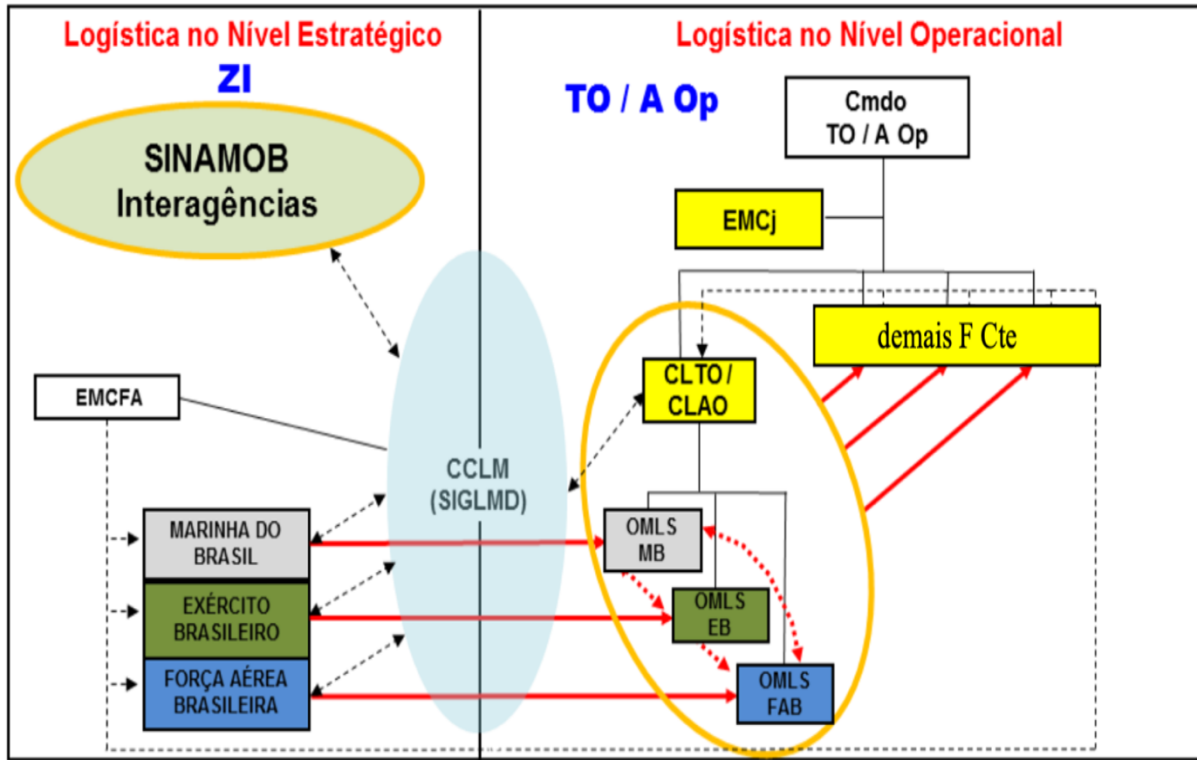 Logística no Nível Estratégico
ZI
SINAMOB
Interagências
EMCFA
MARINHA DO
BRASIL
EXÉRCITO
BRASILEIRO
FORÇA AÉREA
BRASILEIRA
CCLM
(SIGLMD)
Logística no Nível Operacional
TO / A Op
Cmdo
TO / A Op
EMCj
demais F Cte
CLTO /
CLAO
OMLS
MB
OMLS
EB
OMLS
FAB